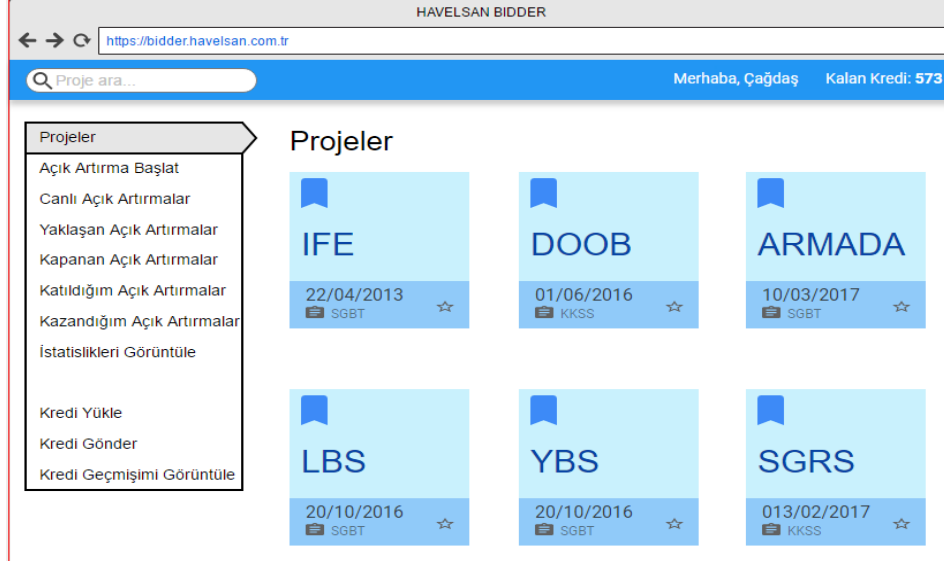 HAVELSAN BIDDER
https://bidder.havelsan.com.tr
Proje ara...
Merhaba, Çağdaş
Kalan Kredi: 573
Projeler
Açık Artırma Başlat
Canlı Açık Artırmalar
Yaklaşan Açık Artırmalar
Kapanan Açık Artırmalar
Katıldığım Açık Artırmalar
Kazandığım Açık Artırmalar
İstatislikleri Görüntüle
Kredi Yükle
Kredi Gönder
Kredi Geçmişimi Görüntüle
Projeler
IFE
22/04/2013
SGBT
DOOB
01/06/2016
KKSS
ARMADA
10/03/2017
SGBT
LBS
20/10/2016
SGBT
YBS
20/10/2016
SGBT
SGRS
013/02/2017
KKSS